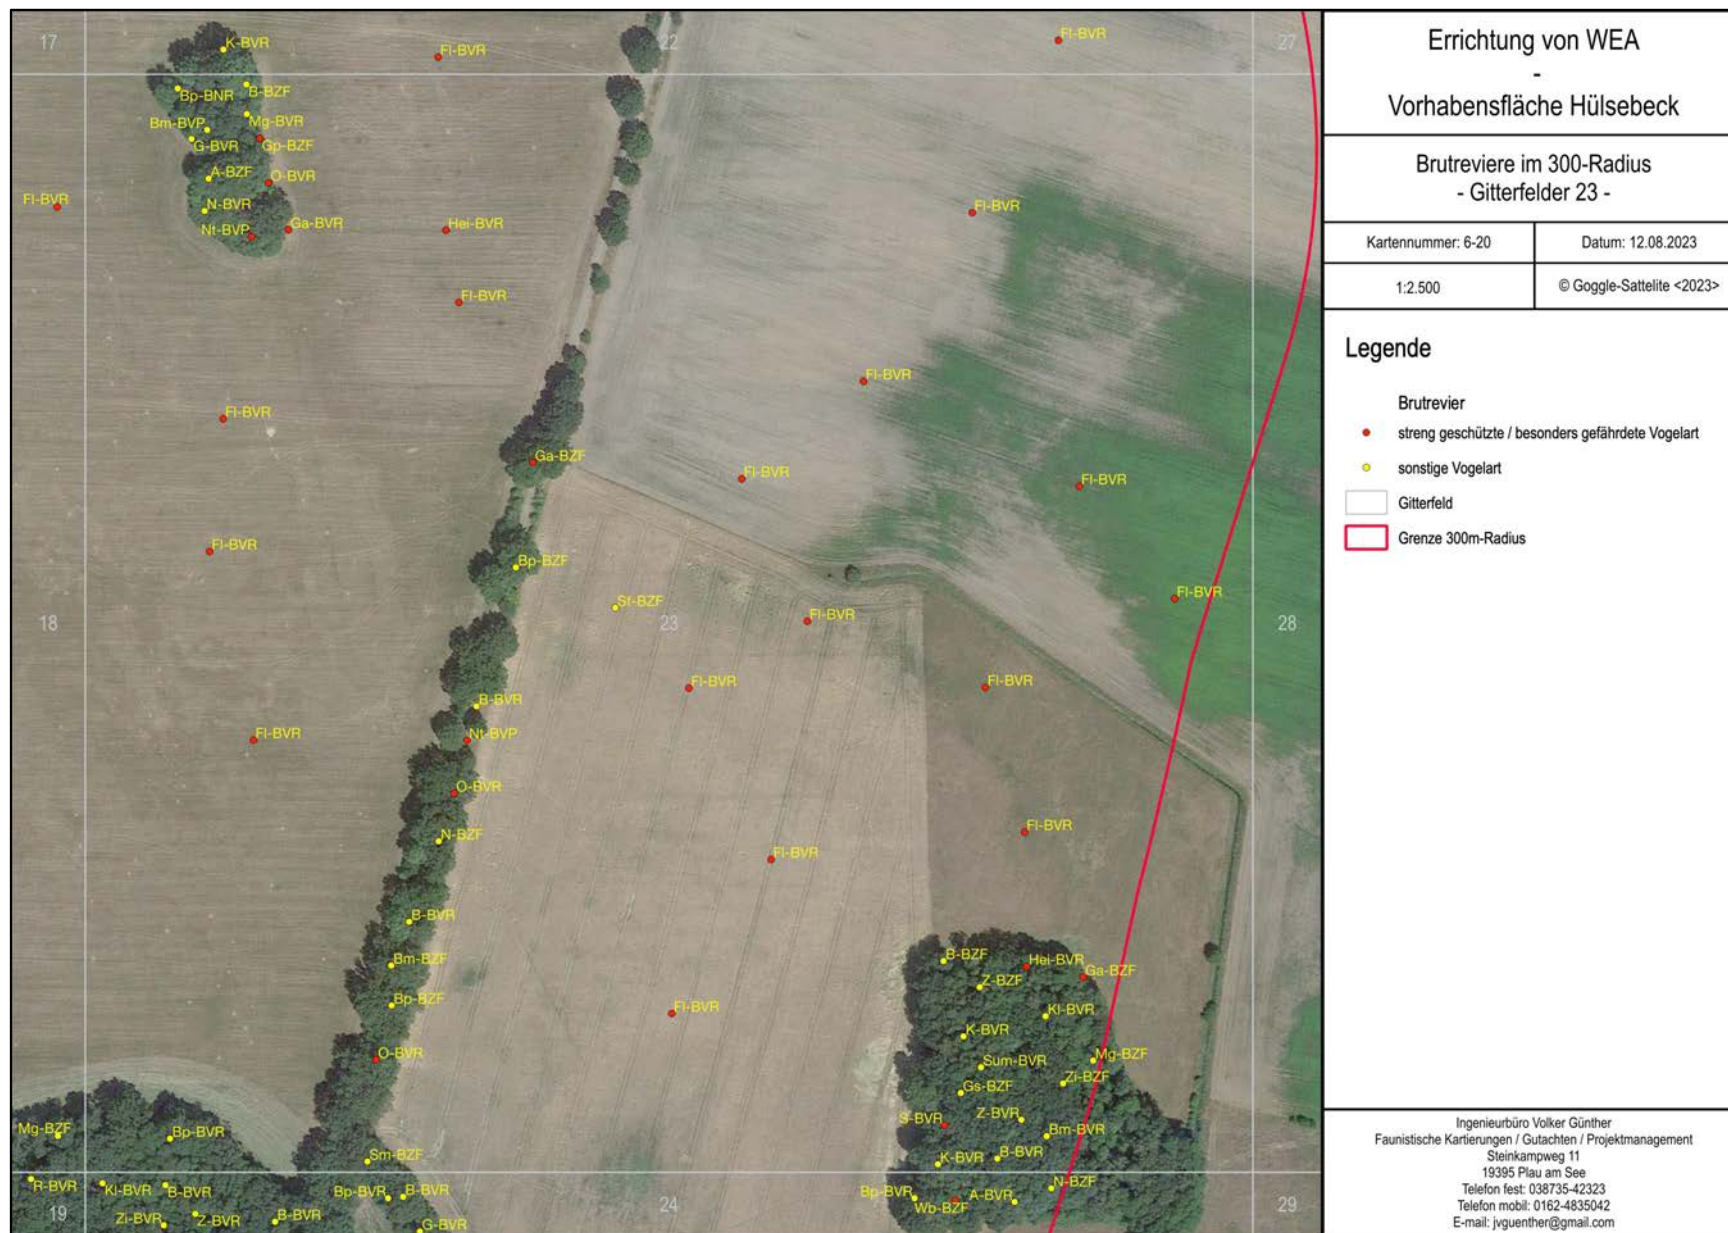 17
22
27
K-BVR
Fl-BVR
Fl-BVR
Bp-BNR
B-BZF
Bm-BVP
Mg-BVR
G-BVR
Gp-BZF
A-BZF
O-BVR
Fl-BVR
N-BVR
Fl-BVR
Nt-BVP
Ga-BVR
Hei-BVR
Fl-BVR
Fl-BVR
Fl-BVR
Ga-BZF
Fl-BVR
Fl-BVR
Fl-BVR
Bp-BZF
Sf-BZF
Fl-BVR
18
23
Fl-BVR
28
Fl-BVR
Fl-BVR
B-BVR
Fl-BVR
Nt-BVP
O-BVR
N-BZF
Fl-BVR
Fl-BVR
B-BVR
Bm-BZF
B-BZF
Hei-BVR
Ga-BZF
Z-BZF
Bp-BZF
Fl-BVR
Kl-BVR
K-BVR
O-BVR
Sum-BVR
Mg-BZF
Gs-BZF
Zi-BZF
S-BVR
Z-BVR
Mg-BZF
Bp-BVR
Bm-BVR
Sm-BZF
K-BVR
B-BVR
R-BVR
Kl-BVR
B-BVR
Bp-BVR
B-BVR
Bp-BVR
Wb-BZF
A-BVR
N-BZF
19
Zi-BVR
Z-BVR
B-BVR
G-BVR
24
29
Errichtung von WEA
-
Vorhabensfläche Hülsebeck
Brutreviere im 300-Radius
- Gitterfelder 23 -
Kartennummer: 6-20
Datum: 12.08.2023
1:2.500
© Goggle-Sattelite <2023>
Legende
Brutrevier
streng geschützte / besonders gefährdete Vogelart
sonstige Vogelart
Gitterfeld
Grenze 300m-Radius
Ingenieurbüro Volker Günther
Faunistische Kartierungen / Gutachten / Projektmanagement
Steinkampweg 11
19395 Plau am See
Telefon fest: 038735-42323
Telefon mobil: 0162-4835042
E-mail: jvguenther@gmail.com